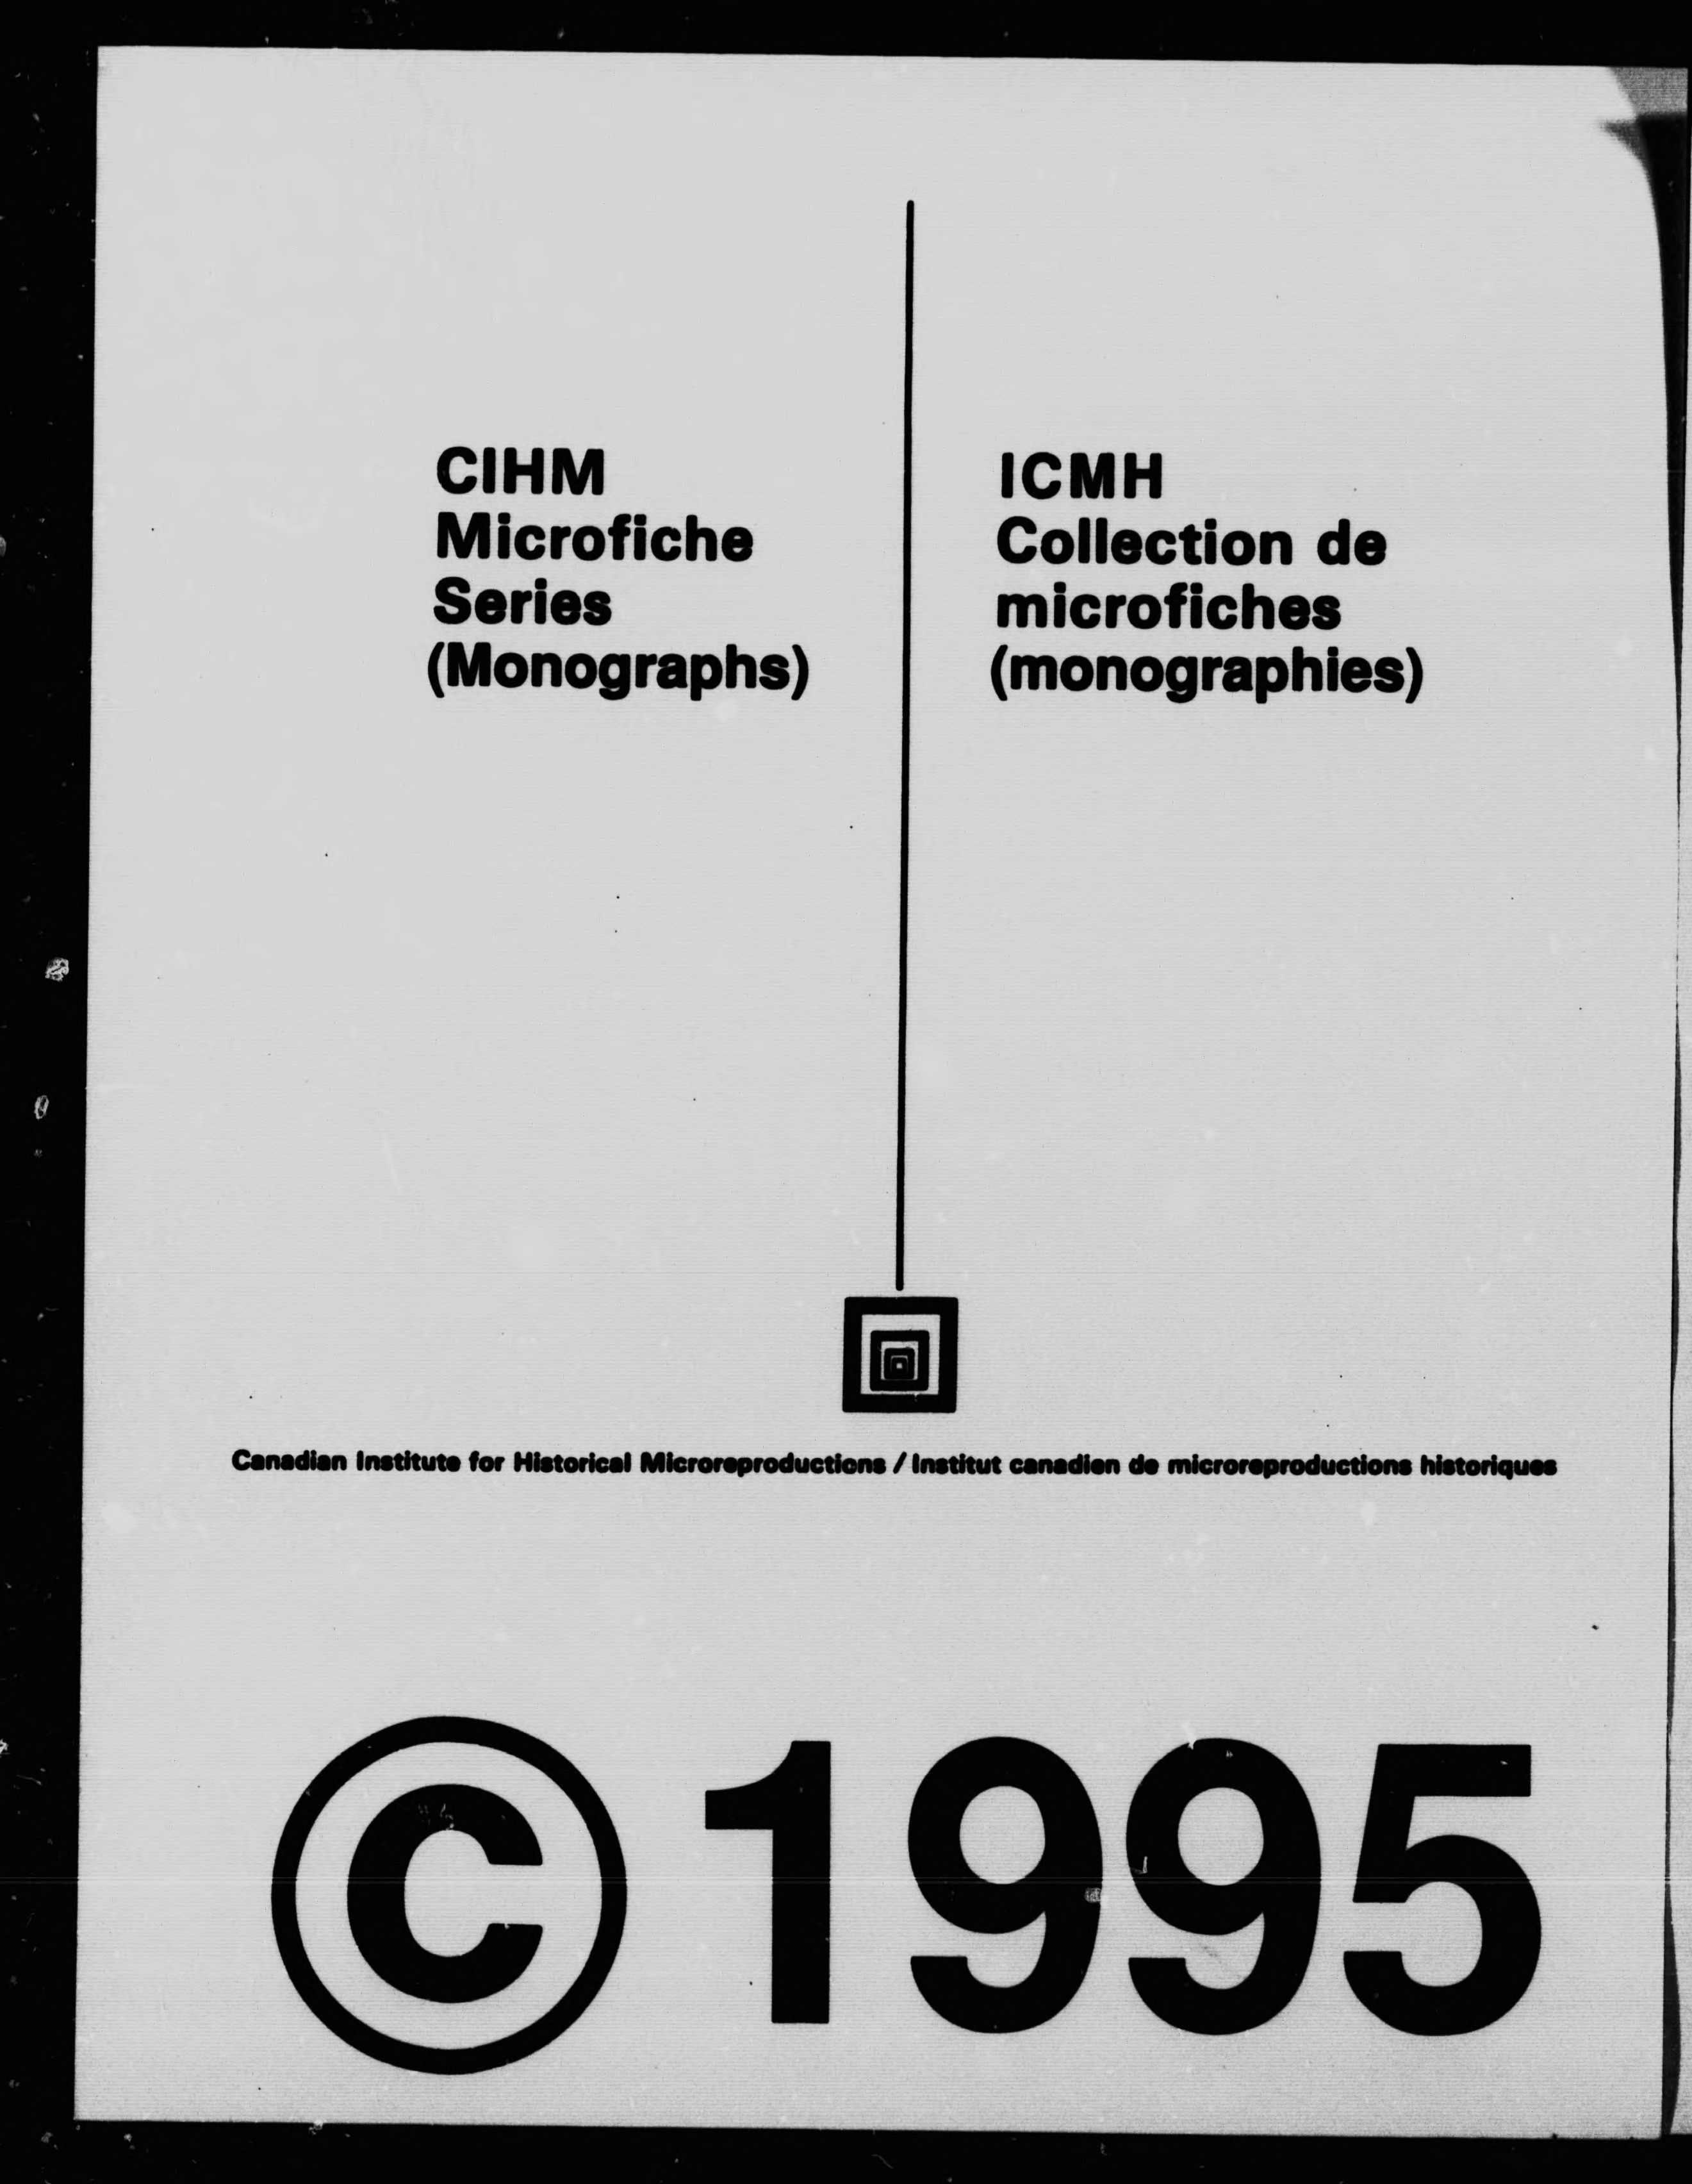 CIHM
Microfiche
Series
(Monographs)
ICMH
Collection de
microfiches
(monographies)
Canadian Institute for Historical Microreproductions / Institut canadien de microreproductions historiques
© 1995